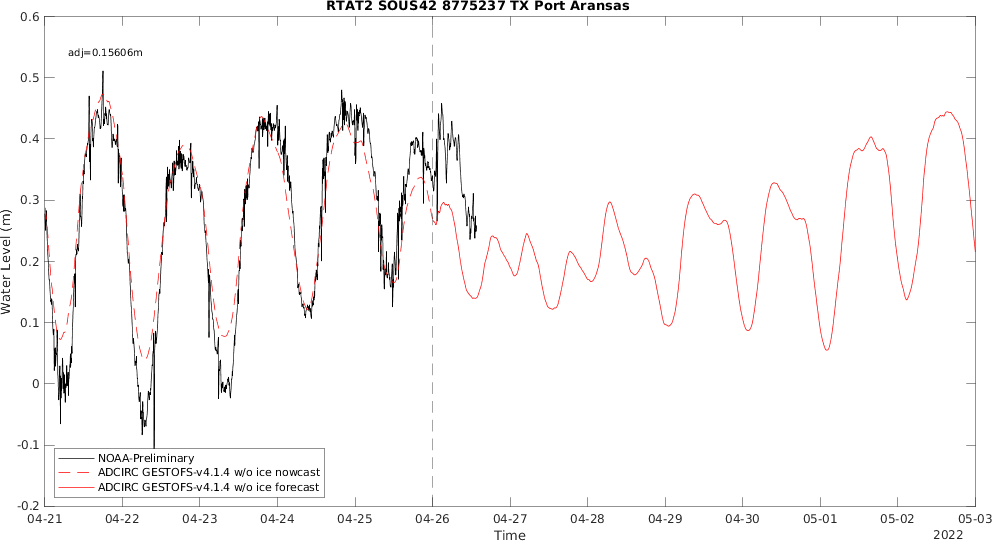 RTAT2 SOUS42 8775237 TX Port Aransas
adj=0.15606m
0.6
0.5
0.4
0.3
0.2
0.1
0
-0.1
-0.2
Water Level (m)
NOAA-Preliminary
ADCIRC GESTOFS-v4.1.4 w/o ice nowcast
ADCIRC GESTOFS-v4.1.4 w/o ice forecast
04-21 04-22 04-23 04-24 04-25 04-26 04-27 04-28 04-29 04-30 05-01 05-02 05-03
Time
2022